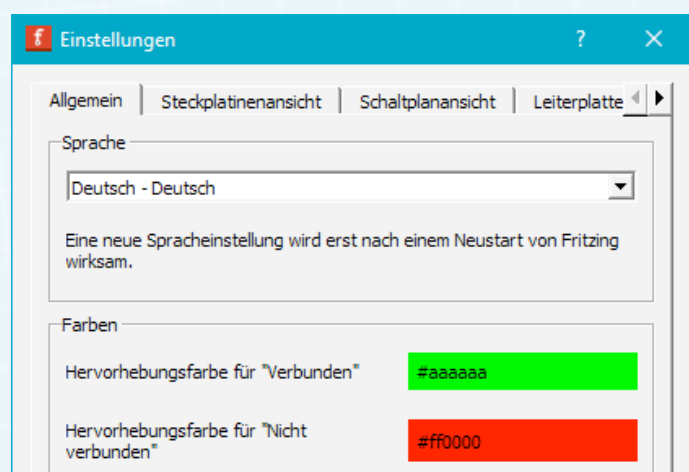 Einstellungen
?
Allgemein
Steckplatinenansicht
Schaltplanansicht
Leiterplatte
Sprache
Deutsch - Deutsch
Eine neue Spracheinstellung wird erst nach einem Neustart von Fritzing
wirksam.
Farben
Hervorhebungsfarbe für "Verbunden"
#aaaaaa
Hervorhebungsfarbe für "Nicht
verbunden"
#ff0000